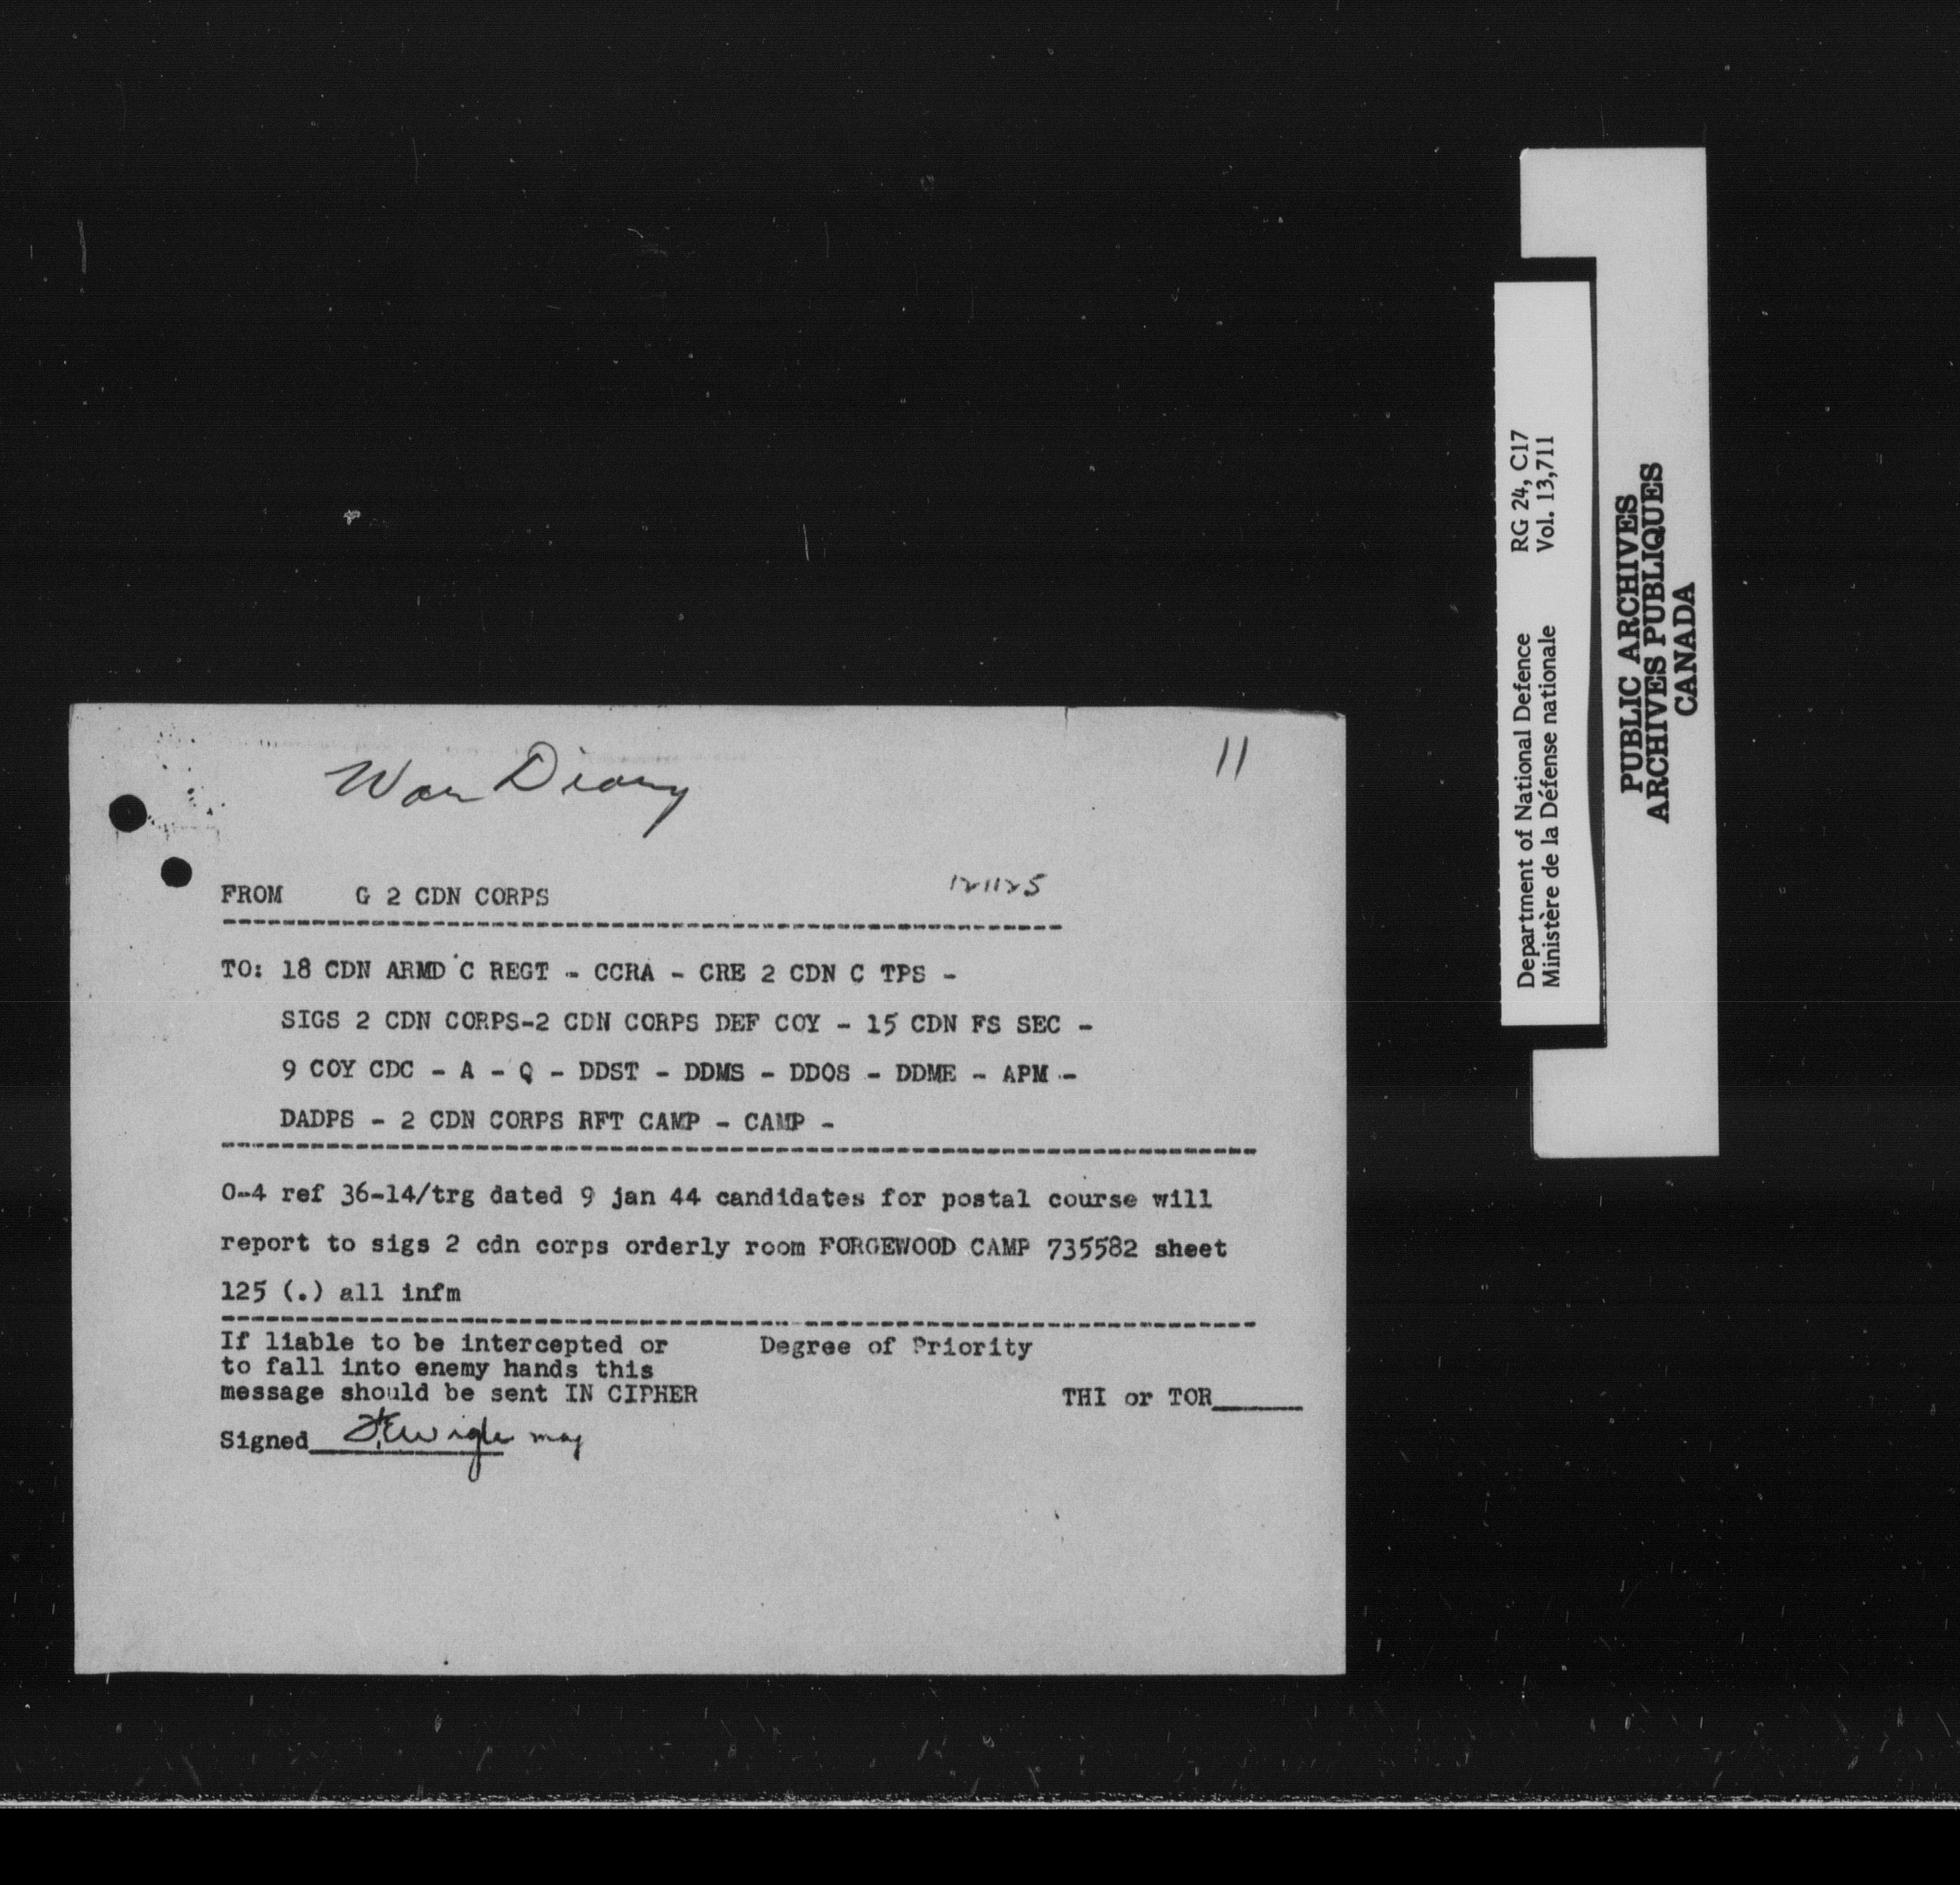 War Diary
11
FROM G 2 CDN CORPS
121125
TO: 18 CDN ARMD C REGT - CCRA - CRE 2 CDN C TPS -
SIGS 2 CDN CORPS-2 CDN CORPS DEF COY - 15 CDN FS SEC -
9 COY CDC - A - Q - DDST - DDMS - DDOS - DDME - APM -
DADPS - 2 CDN CORPS RFT CAMP - CAMP -
O-4 ref 36-14/trg dated 9 jan 44 candidates for postal course will
report to sigs 2 cdn corps orderly room FORGEWOOD CAMP 735582 sheet
125 (.) all infm
If liable to be intercepted or
to fall into enemy hands this
message should be sent IN CIPHER
Degree of Priority
THI or TOR
Signed maj
Department of National Defence RG 24, C17
Ministère de la Défense nationale Vol. 13,711
PUBLIC ARCHIVES
ARCHIVES PUBLIQUES
CANADA